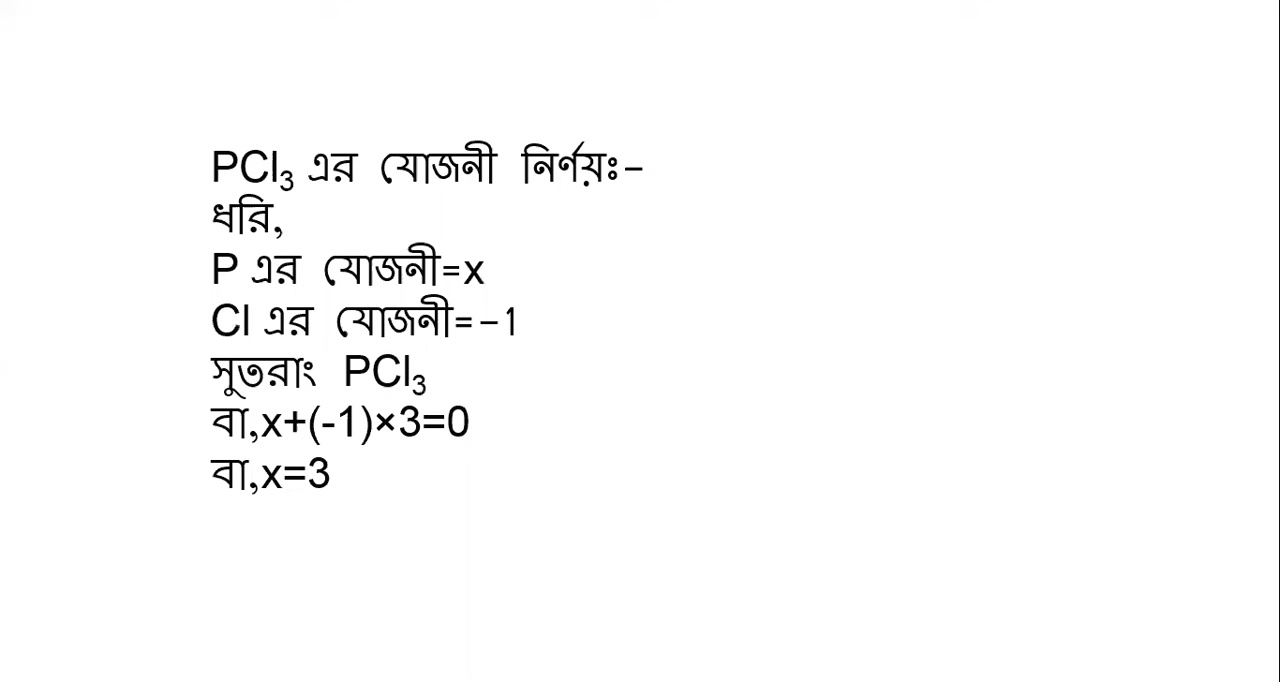 PCl₃ এর যোজনী নির্ণয়ঃ–
ধরি,
P এর যোজনী=x
Cl এর যোজনী=–1
সুতরাং PCl₃
বা,x+(-1)×3=0
বা,x=3